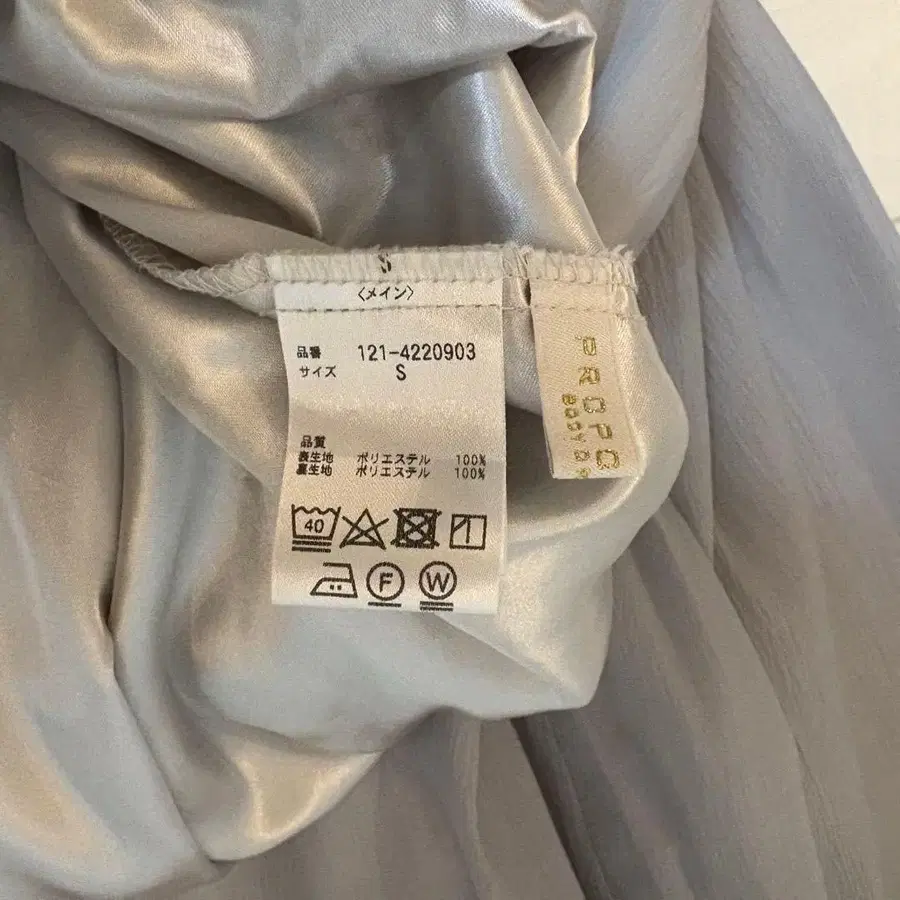 S
〈メイン〉
品番 121-4220903
サイズ S
品質
表生地 ポリエステル 100%
裏生地 ポリエステル 100%
40
F W
PROPO
BODY